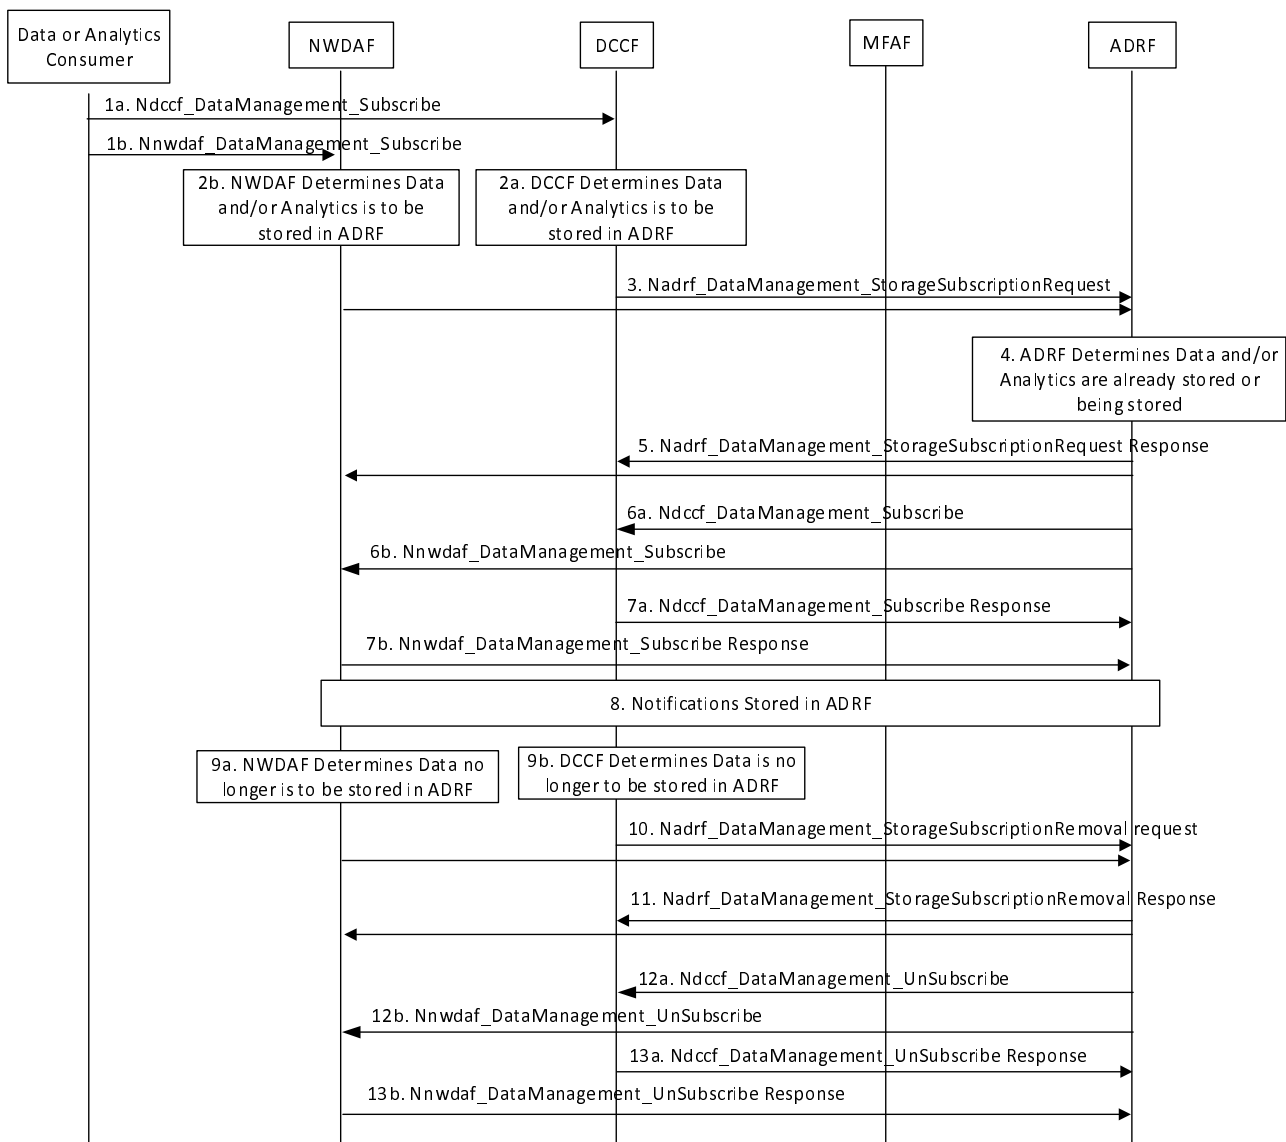 Data or Analytics
Consumer
NWDAF
DCCF
MFAF
ADRF
1a. Ndccf_DataManagement_Subscribe
1b. Nnwdaf_DataManagement_Subscribe
2b. NWDAF Determines Data
and/or Analytics is to be
stored in ADRF
2a. DCCF Determines Data
and/or Analytics is to be
stored in ADRF
3. Nadrf_DataManagement_StorageSubscriptionRequest
4. ADRF Determines Data and/or
Analytics are already stored or
being stored
5. Nadrf_DataManagement_StorageSubscriptionRequest Response
6a. Ndccf_DataManagement_Subscribe
6b. Nnwdaf_DataManagement_Subscribe
7a. Ndccf_DataManagement_Subscribe Response
7b. Nnwdaf_DataManagement_Subscribe Response
8. Notifications Stored in ADRF
9a. NWDAF Determines Data no
longer is to be stored in ADRF
9b. DCCF Determines Data is no
longer to be stored in ADRF
10. Nadrf_DataManagement_StorageSubscriptionRemoval request
11. Nadrf_DataManagement_StorageSubscriptionRemoval Response
12a. Ndccf_DataManagement_UnSubscribe
12b. Nnwdaf_DataManagement_UnSubscribe
13a. Ndccf_DataManagement_UnSubscribe Response
13b. Nnwdaf_DataManagement_UnSubscribe Response